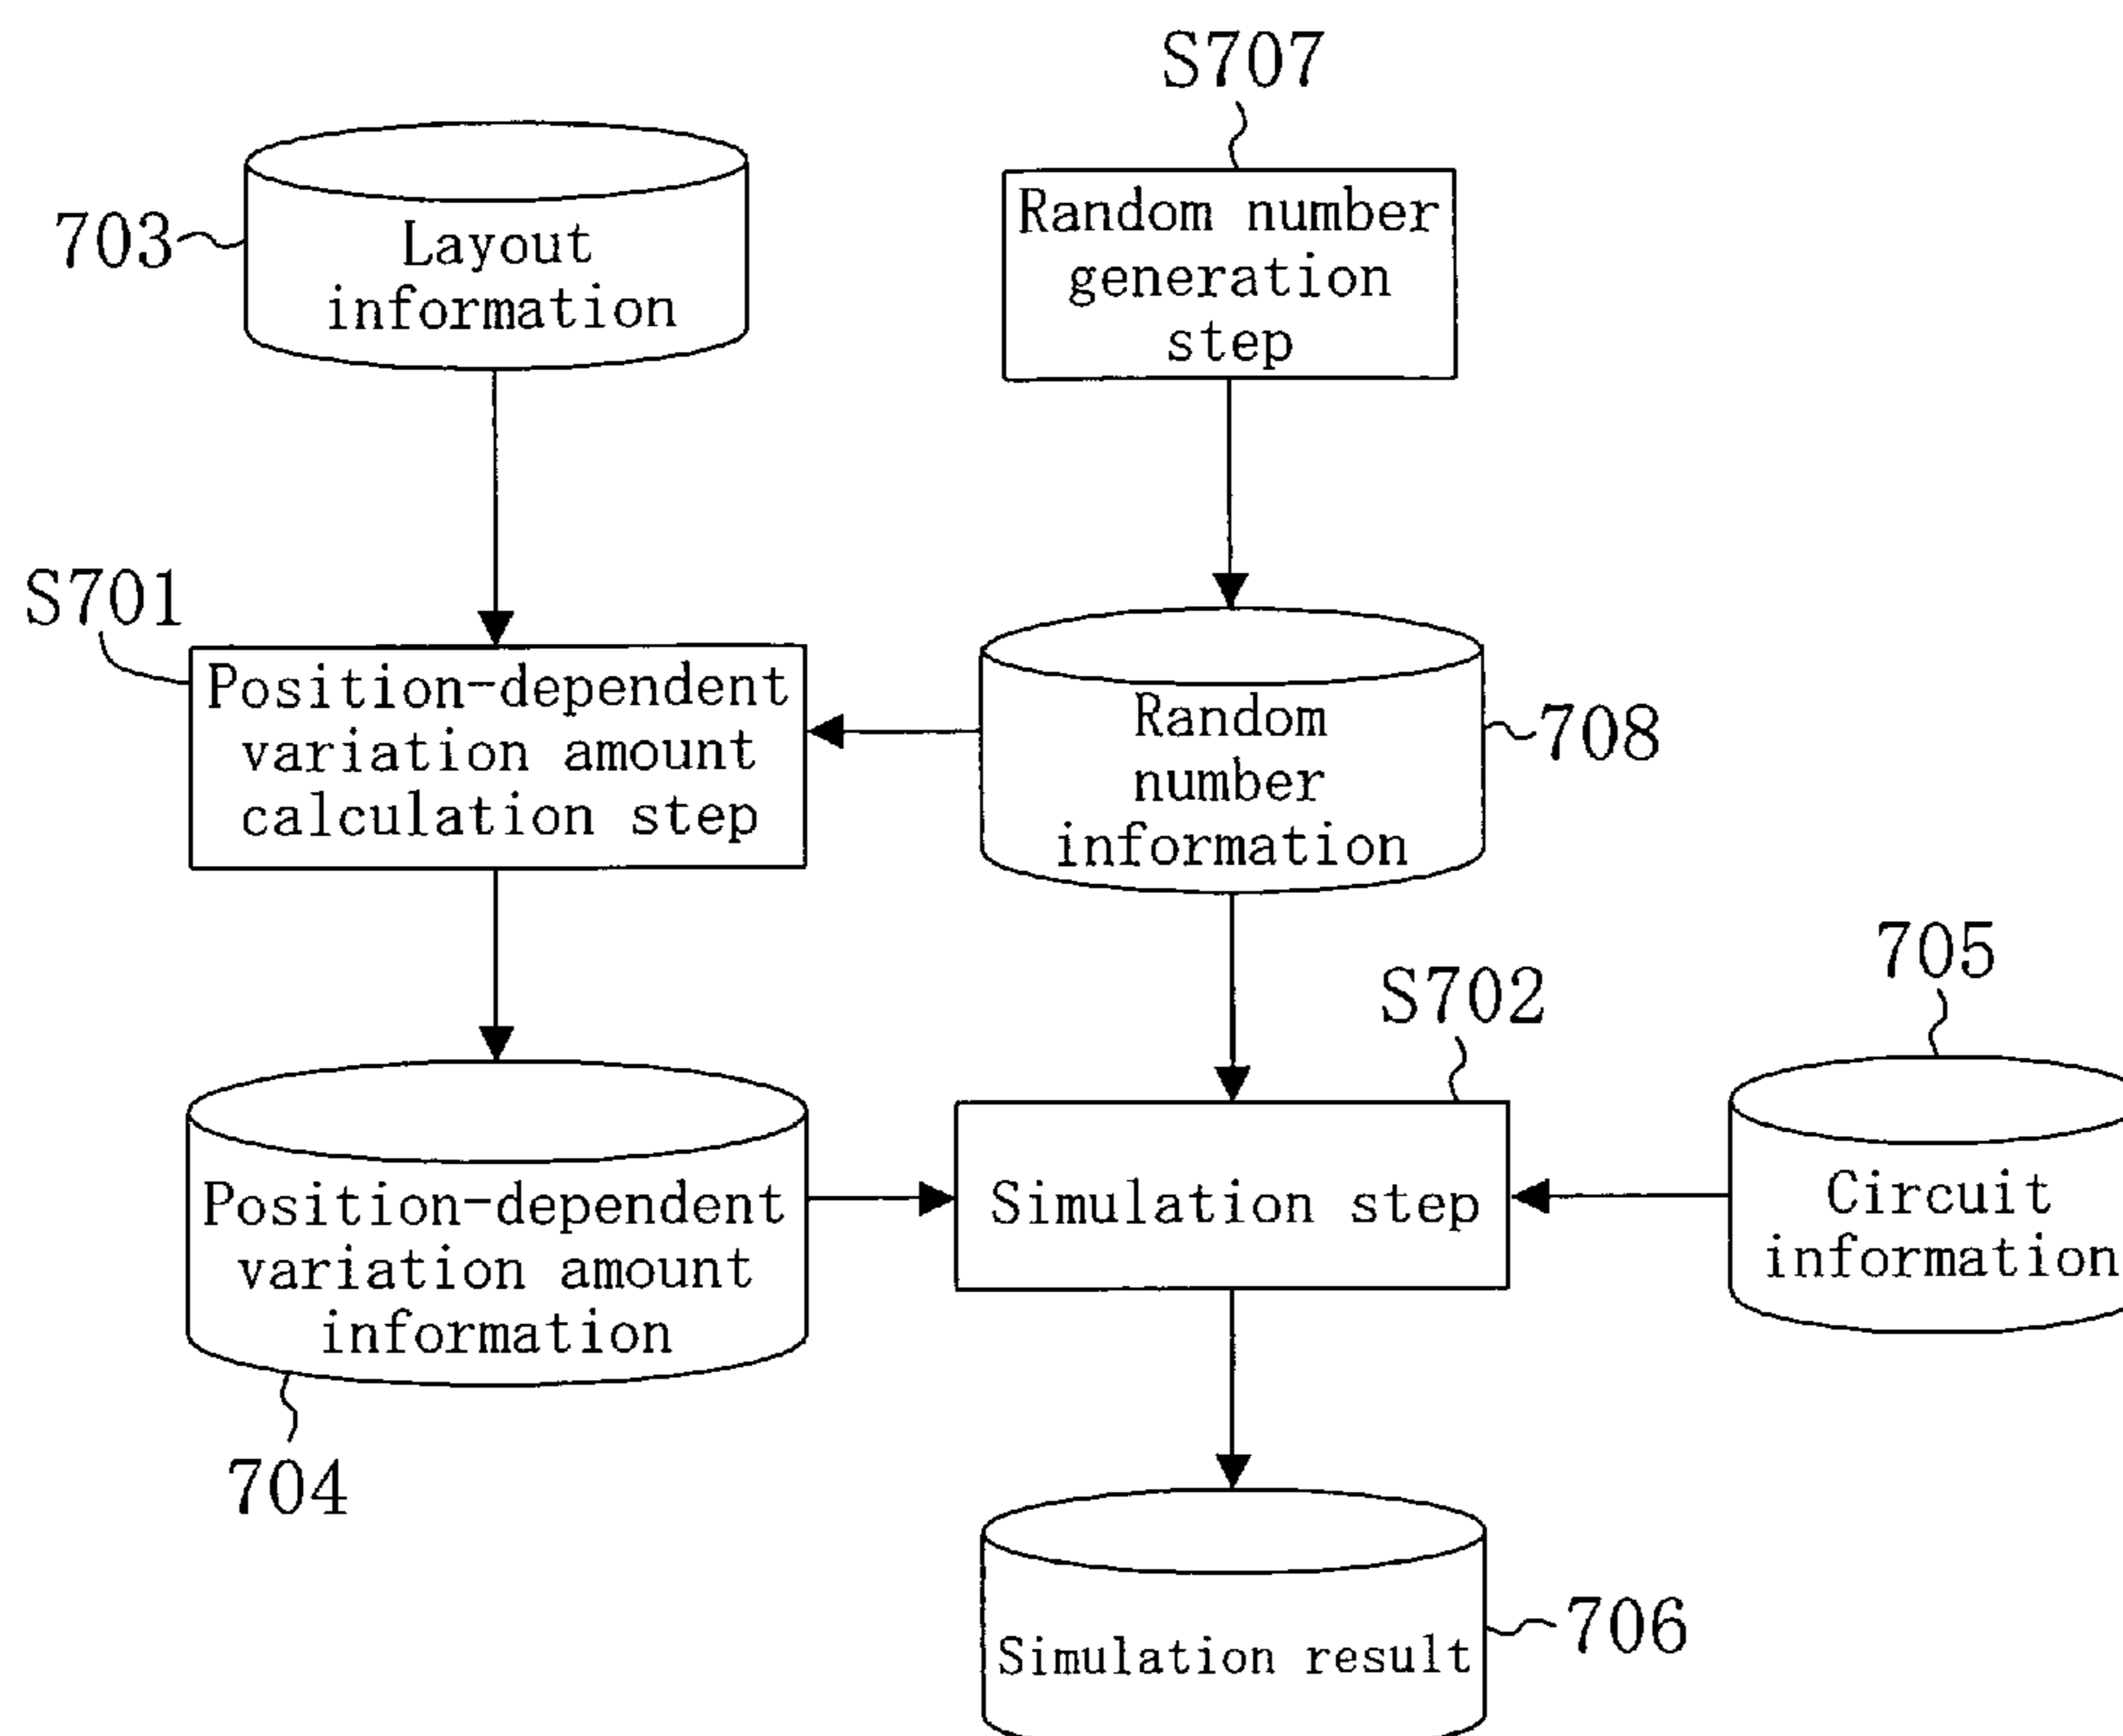 S707
703
Layout
information
Random number
generation
step
S701
Position-dependent
variation amount
calculation step
Random
number
information
708
S702
705
Position-dependent
variation amount
information
Simulation step
Circuit
information
704
Simulation result
706